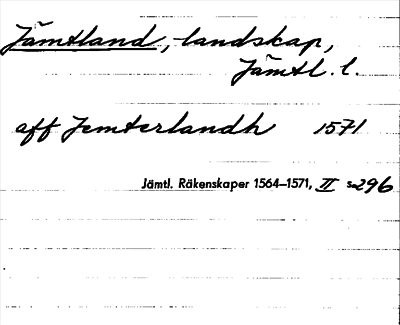 Jämtland, landskap,
Jämtl. l.
aff Jemterlandh 1571
Jämtl. Räkenskaper 1564–1571, II s. 296